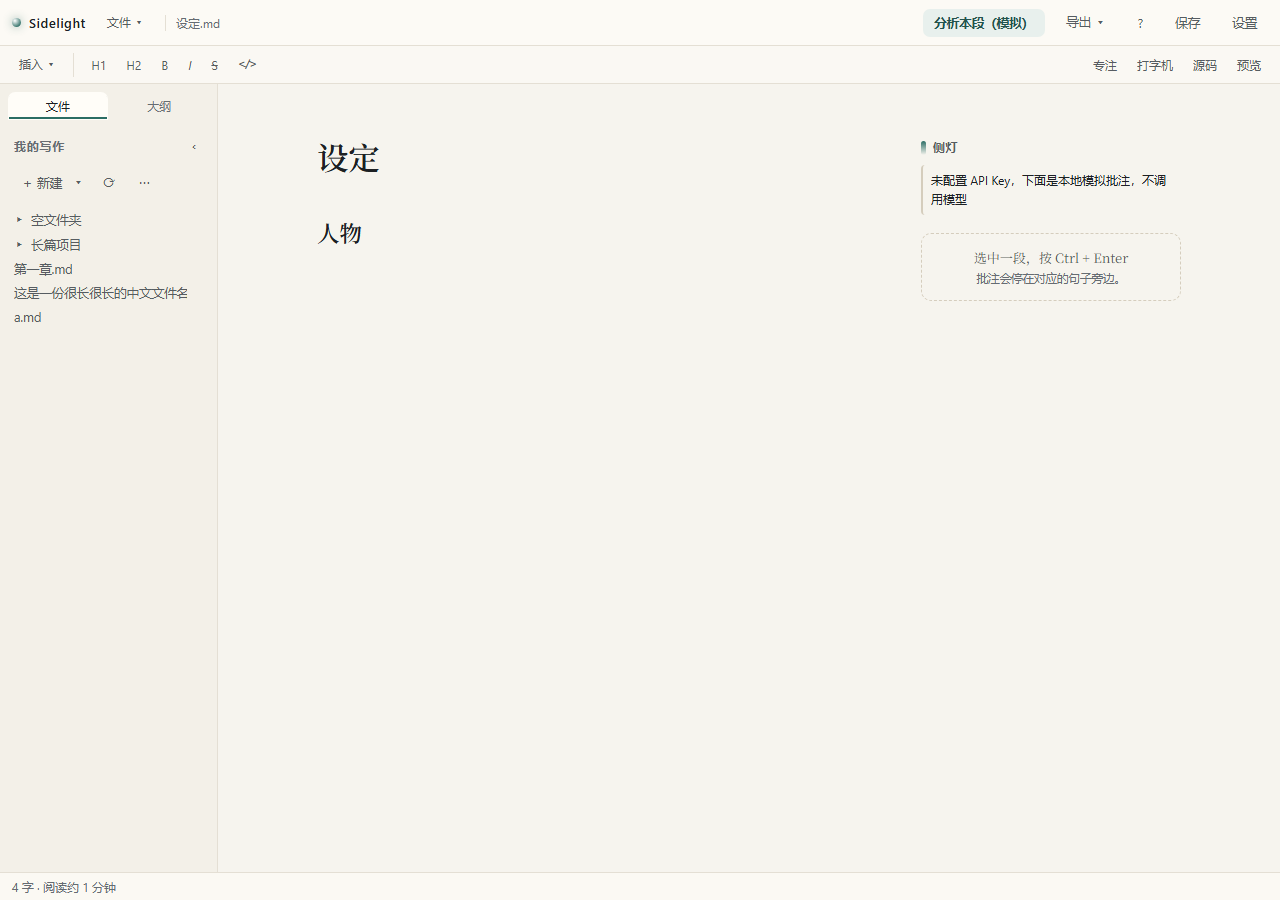 Sidelight 文件 ▾ 设定.md 分析本段（模拟） 导出 ▾ ? 保存 设置
插入 ▾ H1 H2 B I S </> 专注 打字机 源码 预览
文件 大纲
我的写作 ‹
+ 新建 ▾ ⟳ ···
▸ 空文件夹
▸ 长篇项目
第一章.md
这是一份很长很长的中文文件名
a.md
设定
人物
侧灯
未配置 API Key，下面是本地模拟批注，不调
用模型
选中一段，按 Ctrl + Enter
批注会停在对应的句子旁边。
4 字 · 阅读约 1 分钟